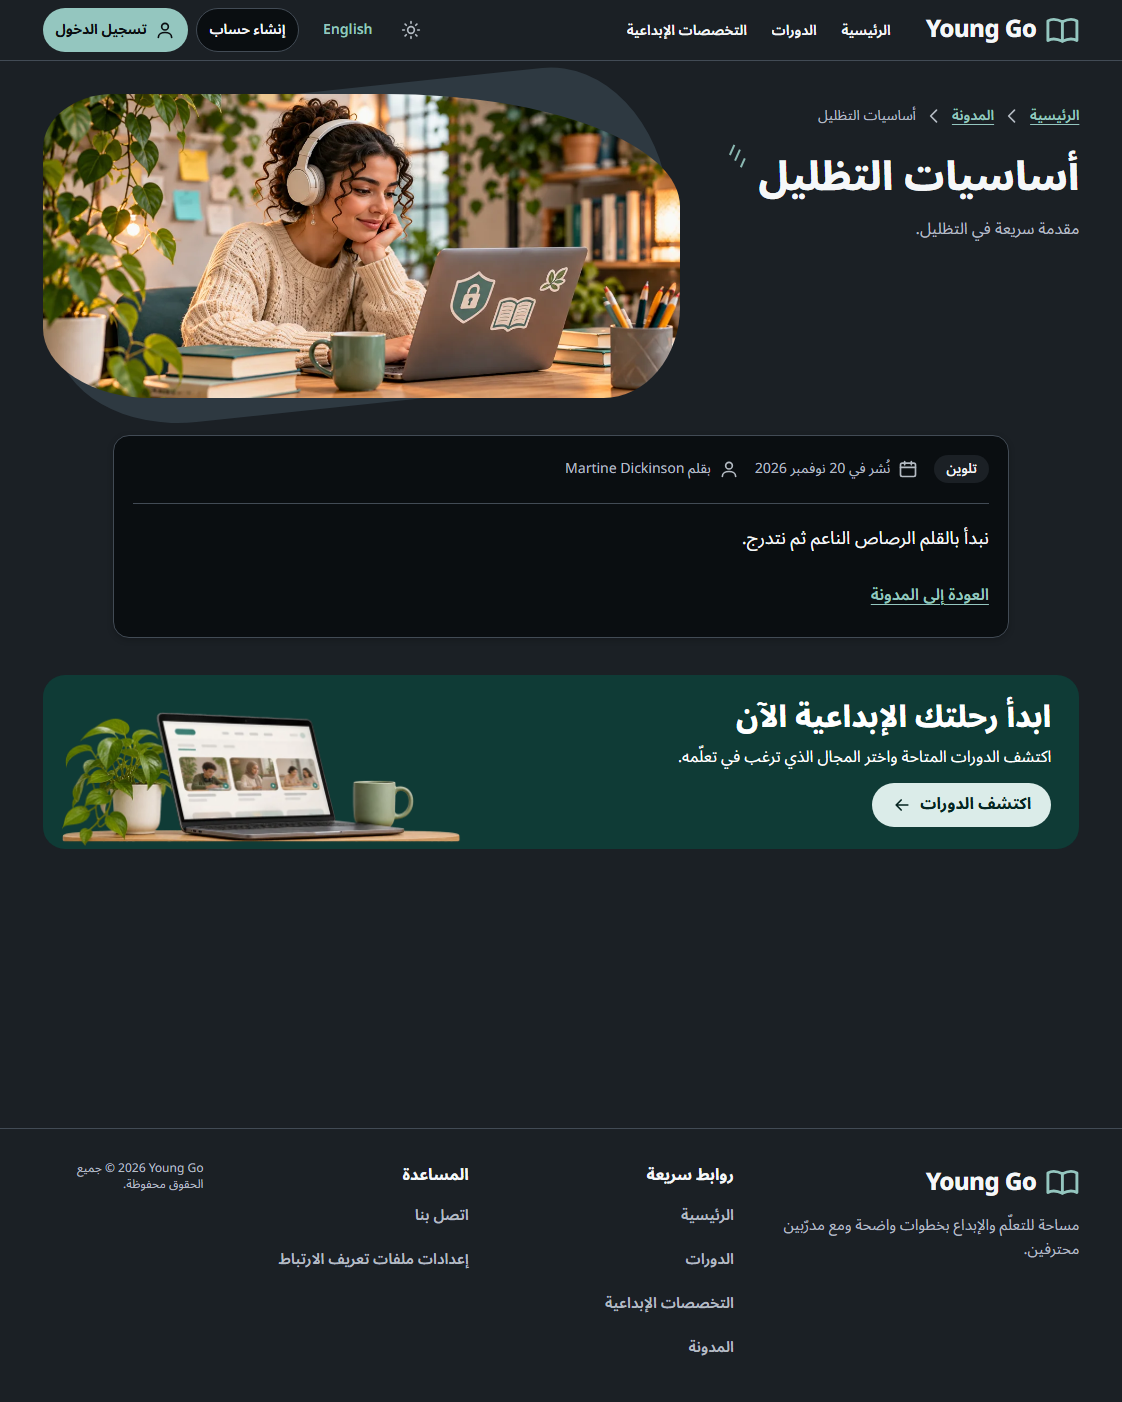 Young Go
الرئيسية
الدورات
التخصصات الإبداعية
English
إنشاء حساب
تسجيل الدخول
الرئيسية
المدونة
أساسيات التظليل
أساسيات التظليل
مقدمة سريعة في التظليل.
تلوين
نُشر في 20 نوفمبر 2026
بقلم Martine Dickinson
نبدأ بالقلم الرصاص الناعم ثم نتدرج.
العودة إلى المدونة
ابدأ رحلتك الإبداعية الآن
اكتشف الدورات المتاحة واختر المجال الذي ترغب في تعلّمه.
اكتشف الدورات
Young Go
مساحة للتعلّم والإبداع بخطوات واضحة ومع مدرّبين
محترفين.
روابط سريعة
الرئيسية
الدورات
التخصصات الإبداعية
المدونة
المساعدة
اتصل بنا
إعدادات ملفات تعريف الارتباط
© 2026 Young Go جميع
الحقوق محفوظة.